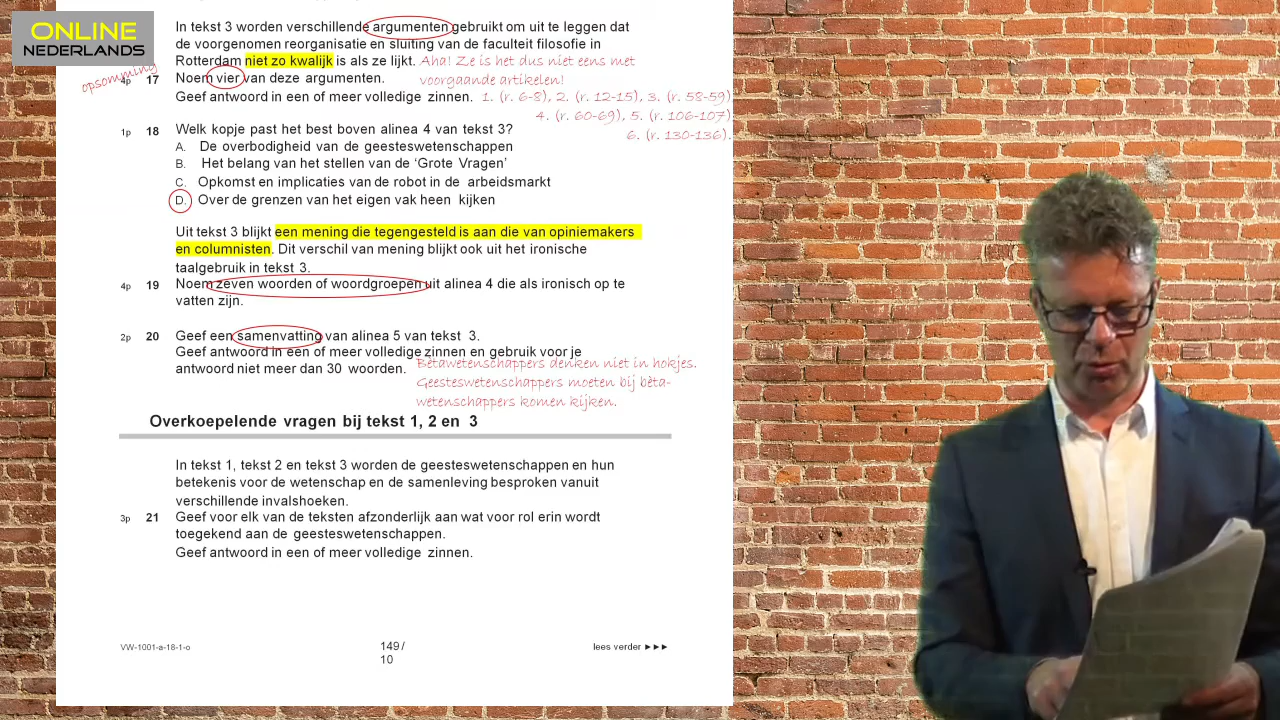 ONLINE
NEDERLANDS
In tekst 3 worden verschillende argumenten gebruikt om uit te leggen dat
de voorgenomen reorganisatie en sluiting van de faculteit filosofie in
Rotterdam niet zo kwalijk is als ze lijkt. Aha! Ze is het dus niet eens met
opsomming
4p 17 Noem vier van deze argumenten. voorgaande artikelen!
Geef antwoord in een of meer volledige zinnen. 1. (r. 6-8), 2. (r. 12-15), 3. (r. 58-59)
4. (r. 60-69), 5. (r. 106-107)
6. (r. 130-136).
1p 18 Welk kopje past het best boven alinea 4 van tekst 3?
A. De overbodigheid van de geesteswetenschappen
B. Het belang van het stellen van de ‘Grote Vragen’
C. Opkomst en implicaties van de robot in de arbeidsmarkt
D. Over de grenzen van het eigen vak heen kijken
Uit tekst 3 blijkt een mening die tegengesteld is aan die van opiniemakers
en columnisten. Dit verschil van mening blijkt ook uit het ironische
taalgebruik in tekst 3.
4p 19 Noem zeven woorden of woordgroepen uit alinea 4 die als ironisch op te
vatten zijn.
2p 20 Geef een samenvatting van alinea 5 van tekst 3.
Geef antwoord in een of meer volledige zinnen en gebruik voor je
antwoord niet meer dan 30 woorden. Bètawetenschappers denken niet in hokjes.
Geesteswetenschappers moeten bij bèta-
wetenschappers komen kijken.
Overkoepelende vragen bij tekst 1, 2 en 3
In tekst 1, tekst 2 en tekst 3 worden de geesteswetenschappen en hun
betekenis voor de wetenschap en de samenleving besproken vanuit
verschillende invalshoeken.
3p 21 Geef voor elk van de teksten afzonderlijk aan wat voor rol erin wordt
toegekend aan de geesteswetenschappen.
Geef antwoord in een of meer volledige zinnen.
VW-1001-a-18-1-o 149 / lees verder ►►►
10